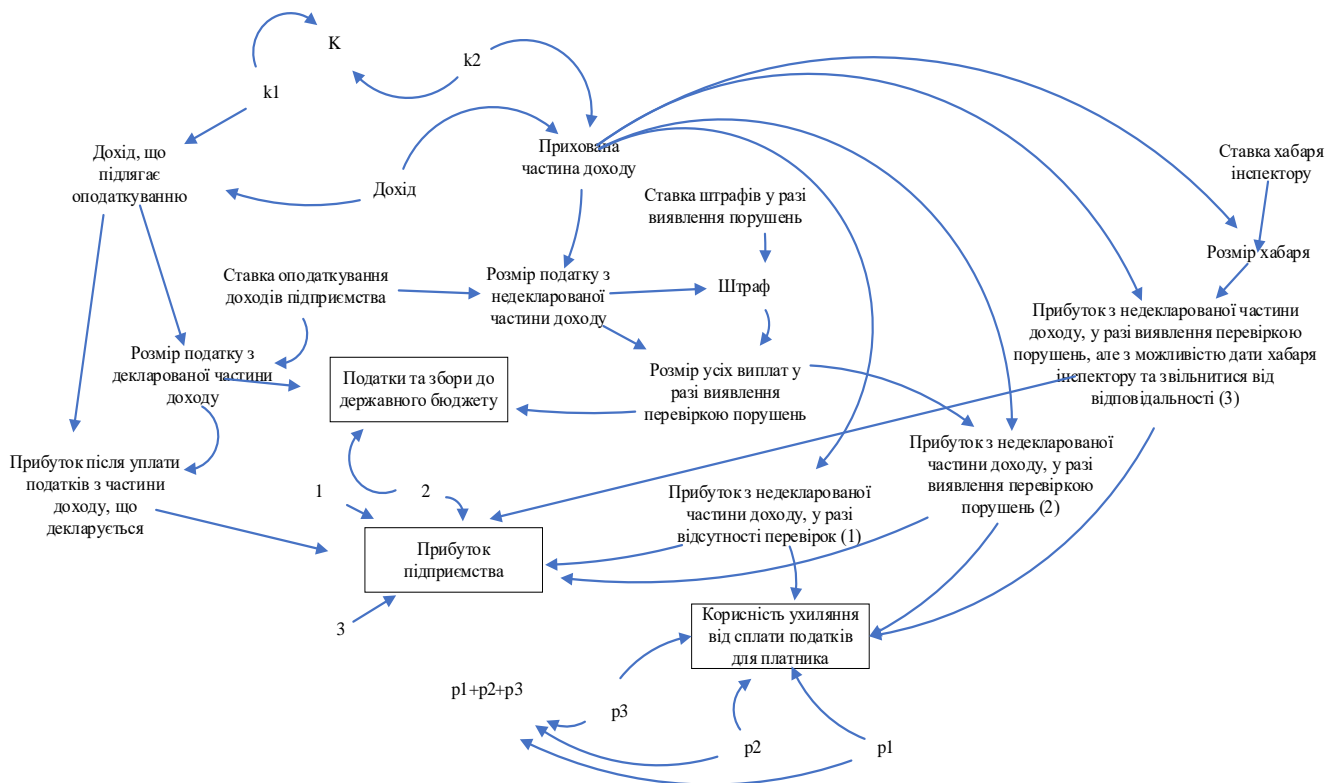 K
k2
k1
Дохід, що
підлягає
оподаткуванню
Дохід
Прихована
частина доходу
Ставка хабаря
інспектору
Ставка штрафів у разі
виявлення порушень
Розмір хабаря
Ставка оподаткування
доходів підприємства
Розмір податку з
недекларованої
частини доходу
Штраф
Прибуток з недекларованої частини
доходу, у разі виявлення перевіркою
порушень, але з можливістю дати хабаря
інспектору та звільнитися від
відповідальності (3)
Розмір податку з
декларованої частини
доходу
Податки та збори до
державного бюджету
Розмір усіх виплат у
разі виявлення
перевіркою порушень
Прибуток з недекларованої
частини доходу, у разі
виявлення перевіркою
порушень (2)
Прибуток після уплати
податків з частини
доходу, що
декларується
1
2
Прибуток з недекларованої
частини доходу, у разі
відсутності перевірок (1)
Прибуток
підприємства
3
Корисність ухиляння
від сплати податків
для платника
p1+p2+p3
p3
p2
p1